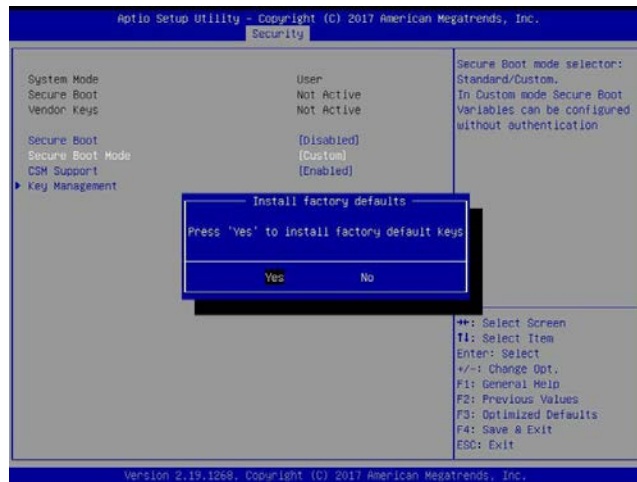 Aptio Setup Utility – Copyright (C) 2017 American Megatrends, Inc.
Security
System Mode User
Secure Boot Not Active
Vendor Keys Not Active
Secure Boot [Disabled]
Secure Boot Mode [Custom]
CSM Support [Enabled]
Key Management
Install factory defaults
Press 'Yes' to install factory default keys
Yes No
Secure Boot mode selector:
Standard/Custom.
In Custom mode Secure Boot
Variables can be configured
without authentication
→←: Select Screen
↑↓: Select Item
Enter: Select
+/-: Change Opt.
F1: General Help
F2: Previous Values
F3: Optimized Defaults
F4: Save & Exit
ESC: Exit
Version 2.19.1268. Copyright (C) 2017 American Megatrends, Inc.